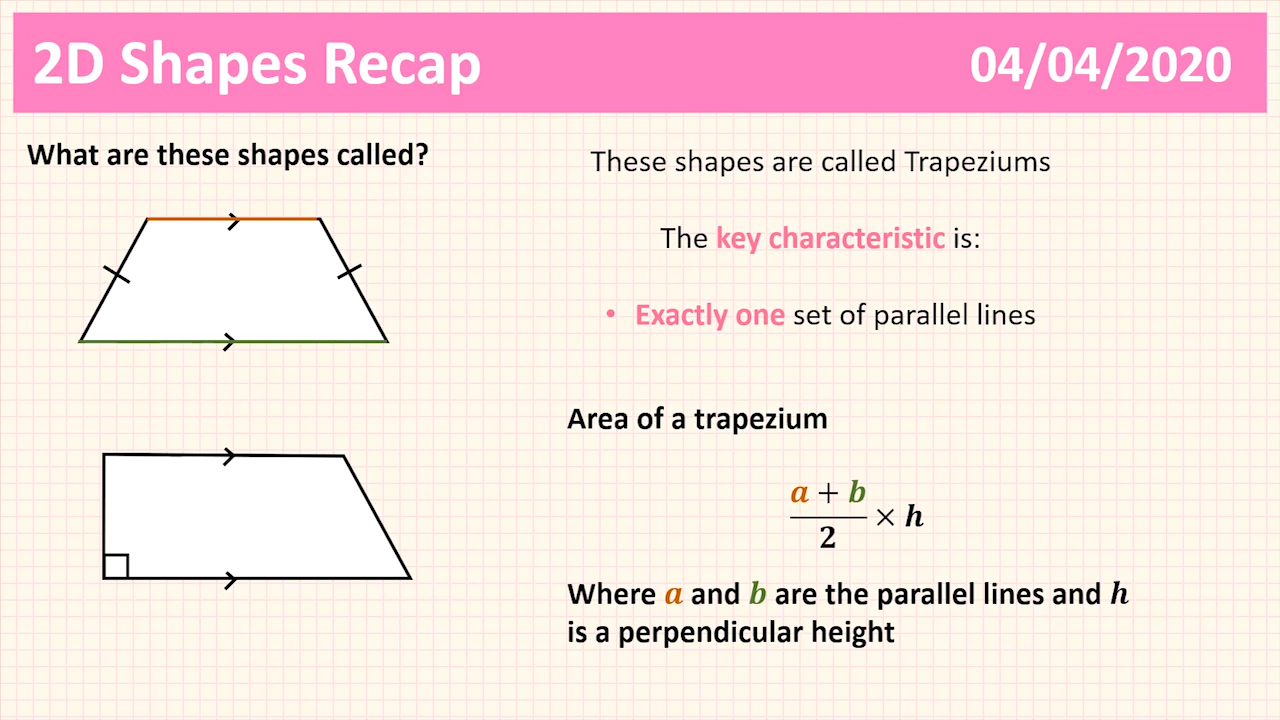 2D Shapes Recap
04/04/2020
What are these shapes called?
These shapes are called Trapeziums
The key characteristic is:
• Exactly one set of parallel lines
Area of a trapezium
a + b
2
× h
Where a and b are the parallel lines and h
is a perpendicular height